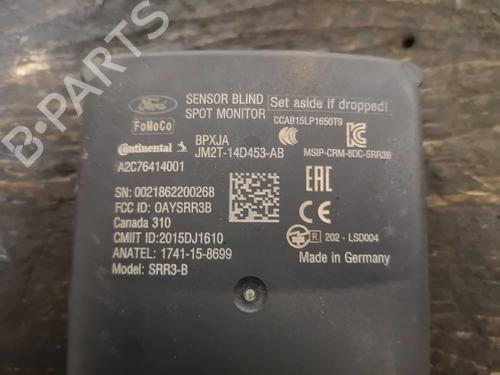 B-PARTS
Ford
FoMoCo
SENSOR BLIND
SPOT MONITOR
Set aside if dropped!
CCAB15LP1650T9
Continental
BPXJA
JM2T-14D453-AB
MSIP-CRM-8DC-SRR3B
A2C76414001
SN: 0021862200268
FCC ID: OAYSRR3B
Canada 310
CMIIT ID:2015DJ1610
ANATEL: 1741-15-8699
Model: SRR3-B
EAC
CE
R 202 - LSD004
Made in Germany